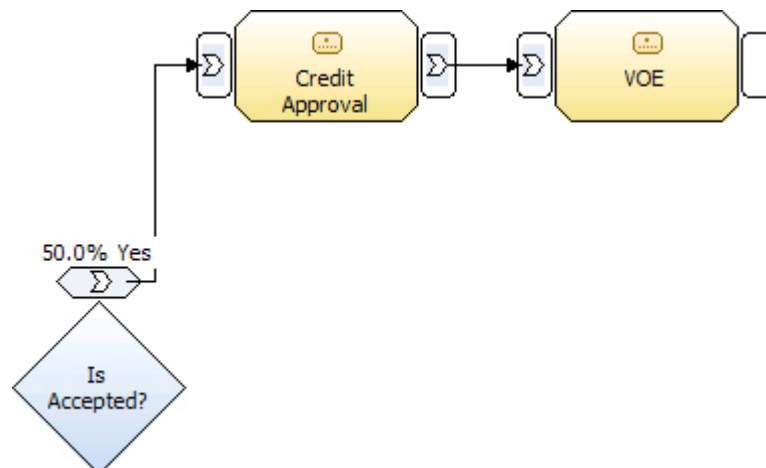 Credit
Approval
VOE
50.0% Yes
Is
Accepted?